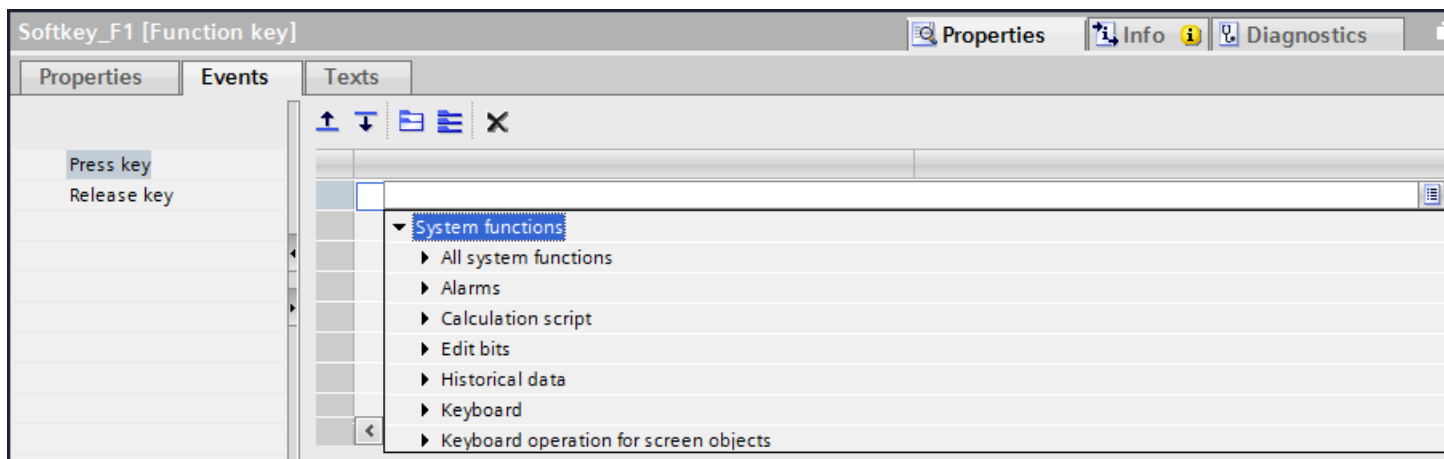 Softkey_F1 [Function key] Properties Info Diagnostics
Properties Events Texts
Press key
Release key
System functions
All system functions
Alarms
Calculation script
Edit bits
Historical data
Keyboard
Keyboard operation for screen objects